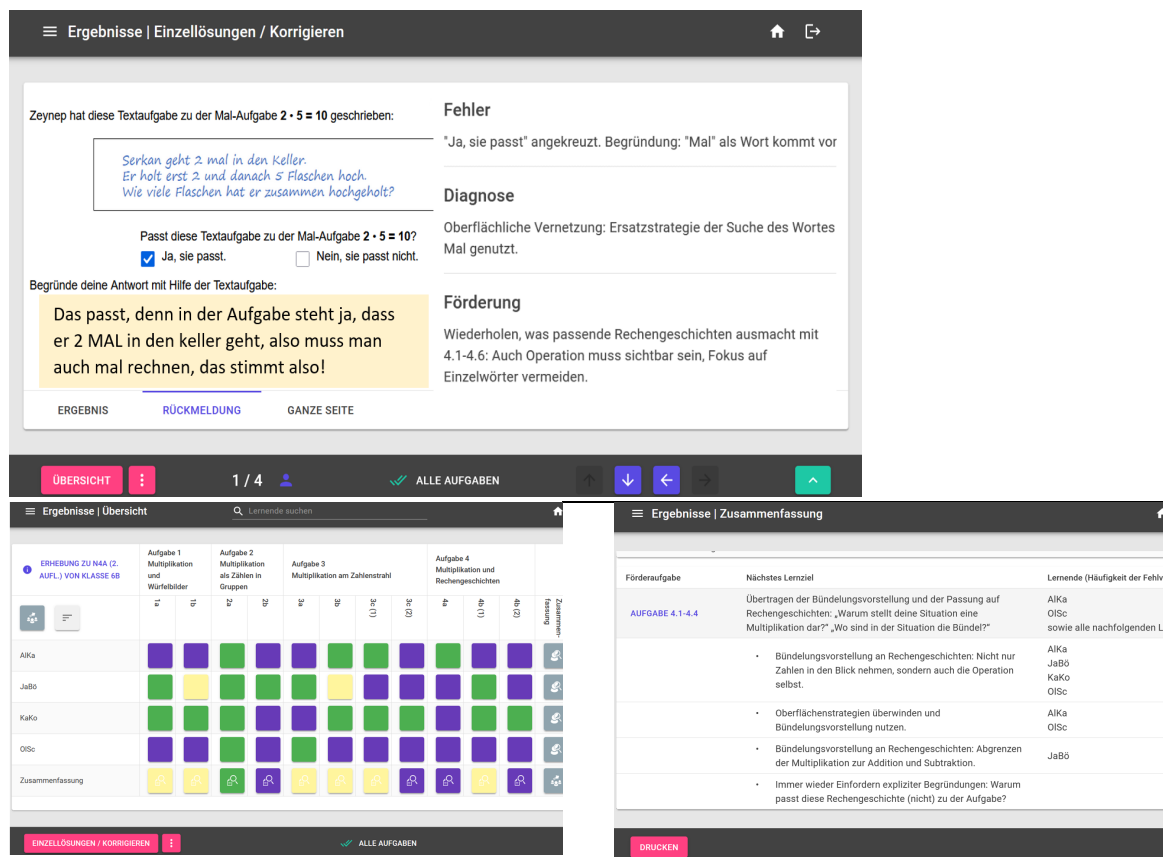 Ergebnisse | Einzellösungen / Korrigieren
Zeynep hat diese Textaufgabe zu der Mal-Aufgabe 2 • 5 = 10 geschrieben:
Serkan geht 2 mal in den Keller.
Er holt erst 2 und danach 5 Flaschen hoch.
Wie viele Flaschen hat er zusammen hochgeholt?
Passt diese Textaufgabe zu der Mal-Aufgabe 2 • 5 = 10?
Ja, sie passt. Nein, sie passt nicht.
Begründe deine Antwort mit Hilfe der Textaufgabe:
Das passt, denn in der Aufgabe steht ja, dass
er 2 MAL in den keller geht, also muss man
auch mal rechnen, das stimmt also!
ERGEBNIS RÜCKMELDUNG GANZE SEITE
Fehler
"Ja, sie passt" angekreuzt. Begründung: "Mal" als Wort kommt vor
Diagnose
Oberflächliche Vernetzung: Ersatzstrategie der Suche des Wortes
Mal genutzt.
Förderung
Wiederholen, was passende Rechengeschichten ausmacht mit
4.1-4.6: Auch Operation muss sichtbar sein, Fokus auf
Einzelwörter vermeiden.
ÜBERSICHT 1 / 4 ALLE AUFGABEN
Ergebnisse | Übersicht Lernende suchen
ERHEBUNG ZU N4A (2.
AUFL.) VON KLASSE 6B
Aufgabe 1
Multiplikation
und
Würfelbilder
Aufgabe 2
Multiplikation
als Zählen in
Gruppen
Aufgabe 3
Multiplikation am Zahlenstrahl
Aufgabe 4
Multiplikation und
Rechengeschichten
1a 1b 2a 2b 3a 3b 3c (1) 3c (2) 4a 4b (1) 4b (2) Zusammen-
fassung
AlKa
JaBö
KaKo
OlSc
Zusammenfassung
EINZELLÖSUNGEN / KORRIGIEREN ALLE AUFGABEN
Ergebnisse | Zusammenfassung
Förderaufgabe Nächstes Lernziel Lernende (Häufigkeit der Fehlv
AUFGABE 4.1-4.4
Übertragen der Bündelungsvorstellung und der Passung auf
Rechengeschichten: „Warum stellt deine Situation eine
Multiplikation dar?“ „Wo sind in der Situation die Bündel?“
AlKa
OlSc
sowie alle nachfolgenden L
• Bündelungsvorstellung an Rechengeschichten: Nicht nur
Zahlen in den Blick nehmen, sondern auch die Operation
selbst.
AlKa
JaBö
KaKo
OlSc
• Oberflächenstrategien überwinden und
Bündelungsvorstellung nutzen.
AlKa
OlSc
• Bündelungsvorstellung an Rechengeschichten: Abgrenzen
der Multiplikation zur Addition und Subtraktion.
JaBö
• Immer wieder Einfordern expliziter Begründungen: Warum
passt diese Rechengeschichte (nicht) zu der Aufgabe?
DRUCKEN